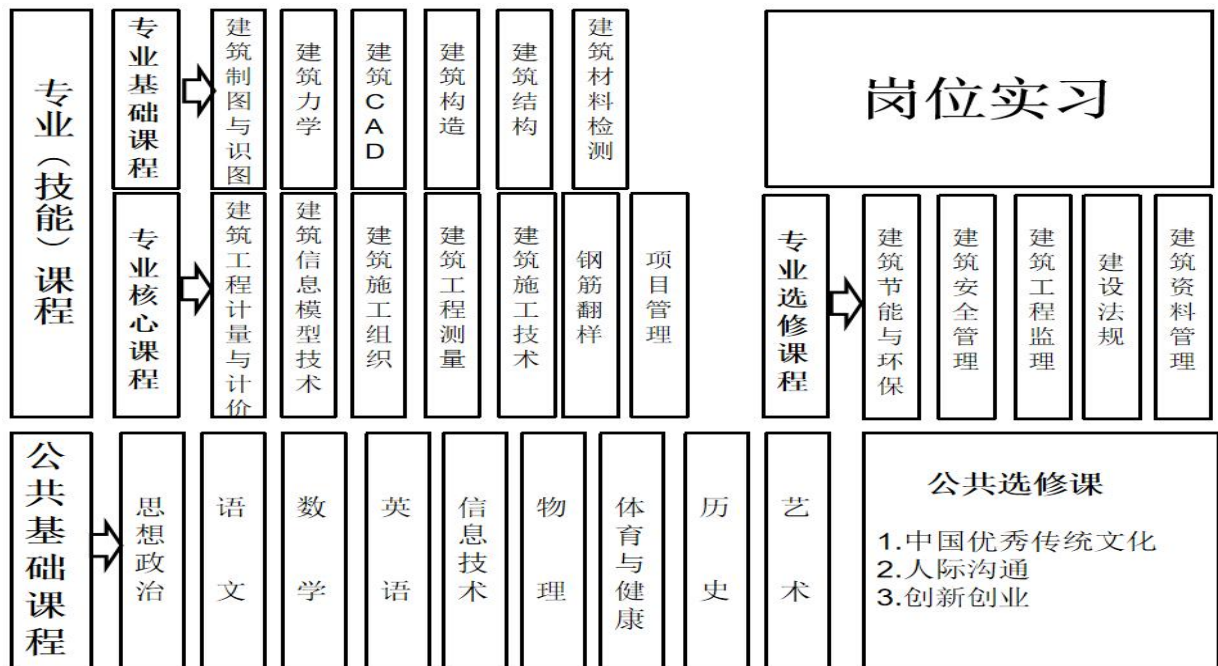 专业（技能）课程
专业基础课程
建筑制图与识图
建筑力学
建筑CAD
建筑构造
建筑结构
建筑材料检测
岗位实习
专业核心课程
建筑工程计量与计价
建筑信息模型技术
建筑施工组织
建筑工程测量
建筑施工技术
钢筋翻样
项目管理
专业选修课程
建筑节能与环保
建筑安全管理
建筑工程监理
建设法规
建筑资料管理
公共基础课程
思想政治
语文
数学
英语
信息技术
物理
体育与健康
历史
艺术
公共选修课
1.中国优秀传统文化
2.人际沟通
3.创新创业